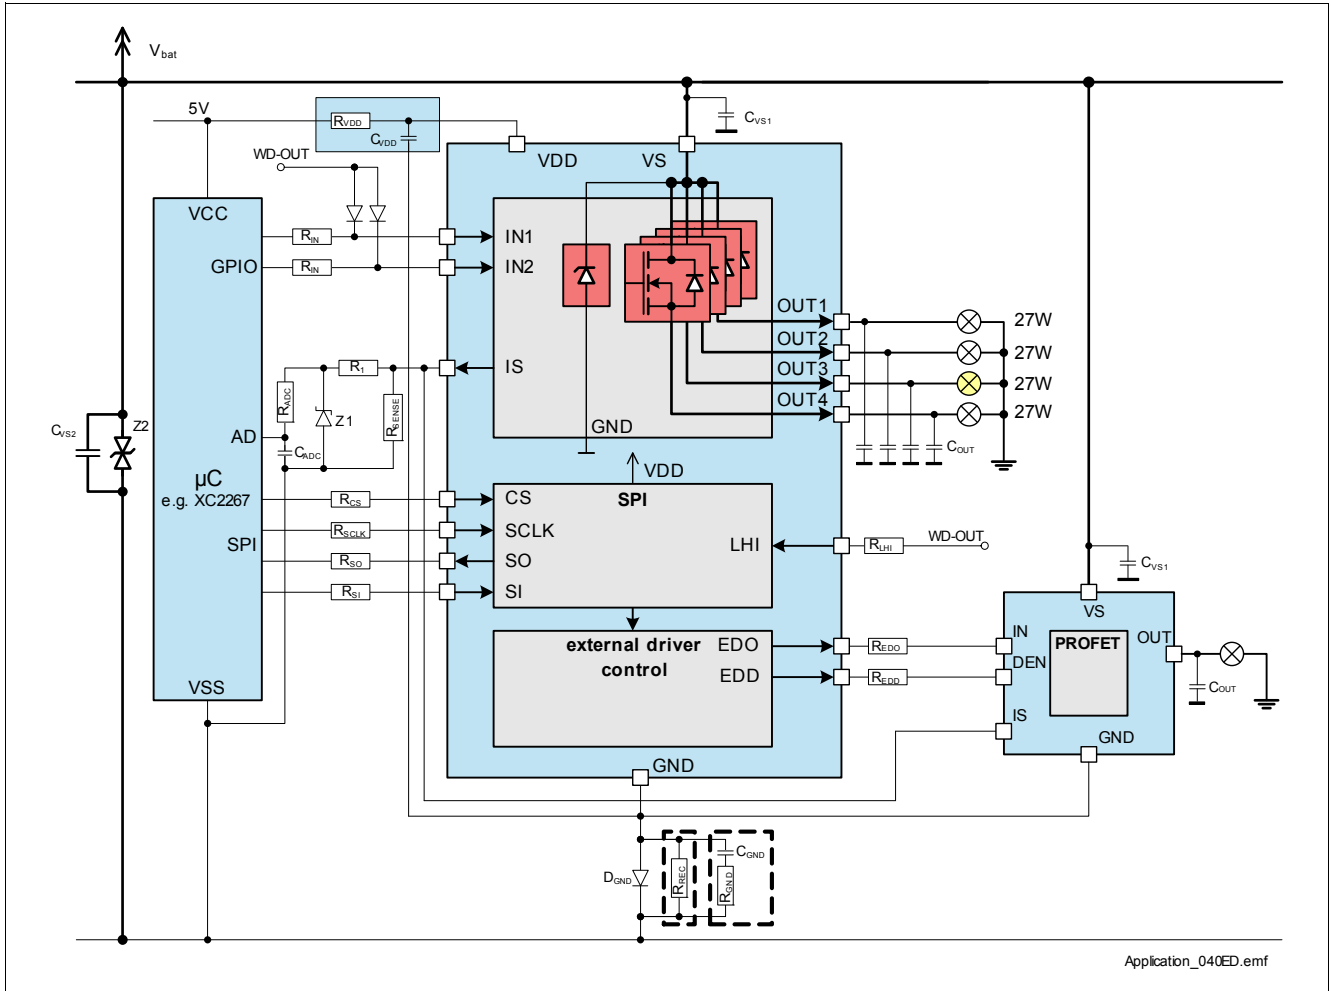 Vbat
5V
RVDD
CVDD
CVS1
WD-OUT
VDD
VS
VCC
RIN
IN1
GPIO
RIN
IN2
OUT1
27W
OUT2
27W
OUT3
27W
OUT4
27W
R1
IS
RADC
Z1
RSENSE
GND
COUT
CVS2
Z2
AD
CADC
VDD
µC
e.g. XC2267
RCS
CS
SPI
RSCLK
SCLK
SPI
LHI
RLHI
WD-OUT
RSO
SO
RSI
SI
CVS1
VS
external driver
control
EDO
REDO
IN
PROFET
OUT
EDD
REDD
DEN
COUT
VSS
IS
GND
GND
DGND
RREC
CGND
RGND
Application_040ED.emf